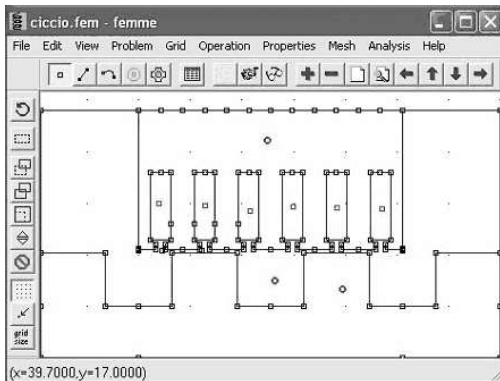 ciccio.fem - femme
File Edit View Problem Grid Operation Properties Mesh Analysis Help
grid size
(x=39.7000,y=17.0000)